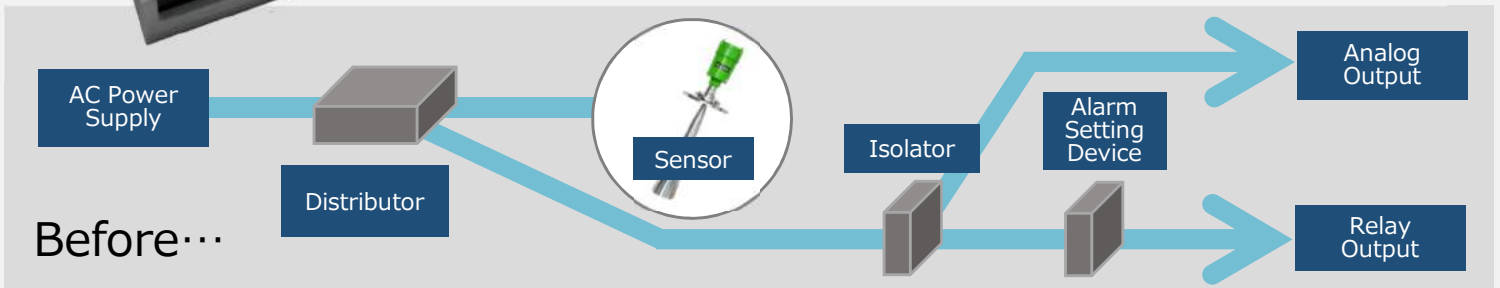 AC Power
Supply
Distributor
Sensor
Isolator
Alarm
Setting
Device
Analog
Output
Relay
Output
Before…